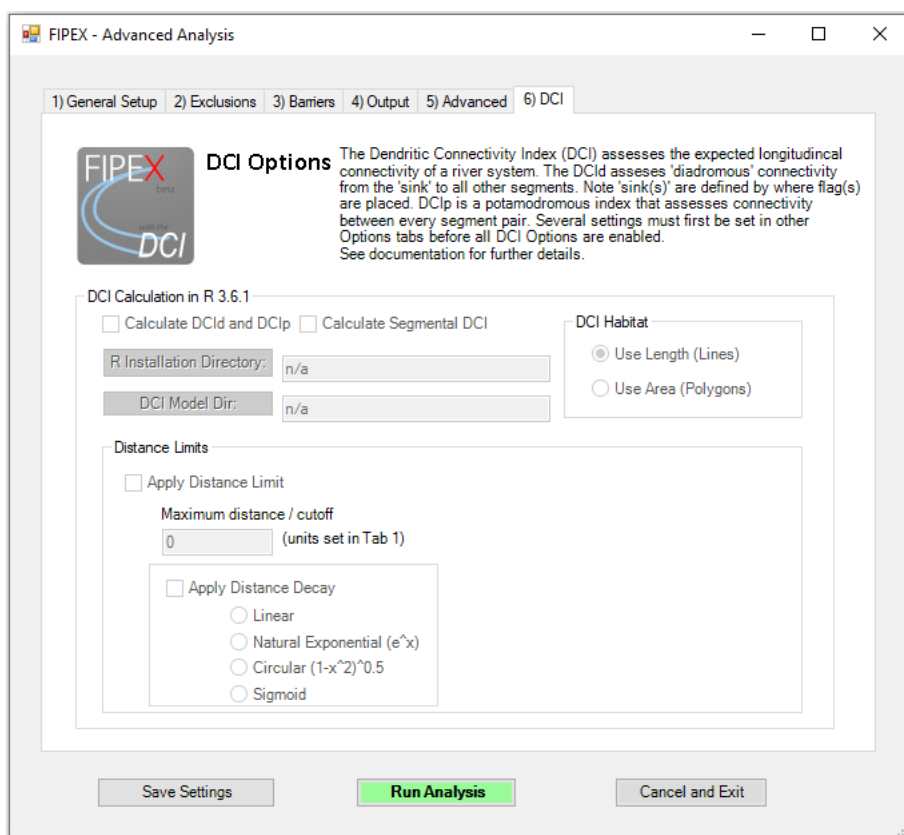 FIPEX - Advanced Analysis
1) General Setup 2) Exclusions 3) Barriers 4) Output 5) Advanced 6) DCI
FIPEX
beta
DCI
DCI Options
The Dendritic Connectivity Index (DCI) assesses the expected longitudincal
connectivity of a river system. The DCId asseses 'diadromous' connectivity
from the 'sink' to all other segments. Note 'sink(s)' are defined by where flag(s)
are placed. DCIp is a potamodromous index that assesses connectivity
between every segment pair. Several settings must first be set in other
Options tabs before all DCI Options are enabled.
See documentation for further details.
DCI Calculation in R 3.6.1
Calculate DCId and DCIp Calculate Segmental DCI
R Installation Directory: n/a
DCI Model Dir: n/a
DCI Habitat
Use Length (Lines)
Use Area (Polygons)
Distance Limits
Apply Distance Limit
Maximum distance / cutoff
0 (units set in Tab 1)
Apply Distance Decay
Linear
Natural Exponential (e^x)
Circular (1-x^2)^0.5
Sigmoid
Save Settings Run Analysis Cancel and Exit